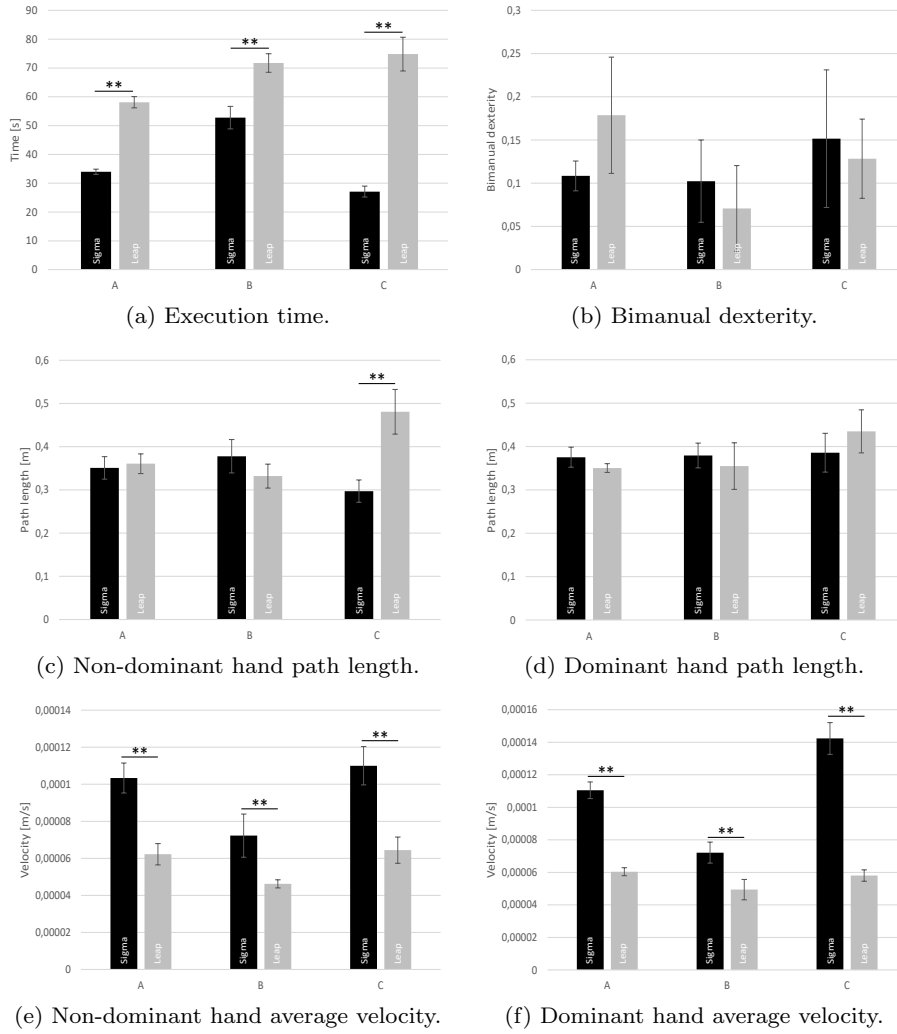 90
80
70
60
50
40
30
20
10
0
Time [s]
**
**
**
Sigma
Leap
Sigma
Leap
Sigma
Leap
A
B
C
(a) Execution time.
0,3
0,25
0,2
0,15
0,1
0,05
0
Bimanual dexterity
Sigma
Leap
Sigma
Leap
Sigma
Leap
A
B
C
(b) Bimanual dexterity.
0,6
0,5
0,4
0,3
0,2
0,1
0
Path length [m]
**
Sigma
Leap
Sigma
Leap
Sigma
Leap
A
B
C
(c) Non-dominant hand path length.
0,6
0,5
0,4
0,3
0,2
0,1
0
Path length [m]
Sigma
Leap
Sigma
Leap
Sigma
Leap
A
B
C
(d) Dominant hand path length.
0,00014
0,00012
0,0001
0,00008
0,00006
0,00004
0,00002
0
Velocity [m/s]
**
**
**
Sigma
Leap
Sigma
Leap
Sigma
Leap
A
B
C
(e) Non-dominant hand average velocity.
0,00016
0,00014
0,00012
0,0001
0,00008
0,00006
0,00004
0,00002
0
Velocity [m/s]
**
**
**
Sigma
Leap
Sigma
Leap
Sigma
Leap
A
B
C
(f) Dominant hand average velocity.